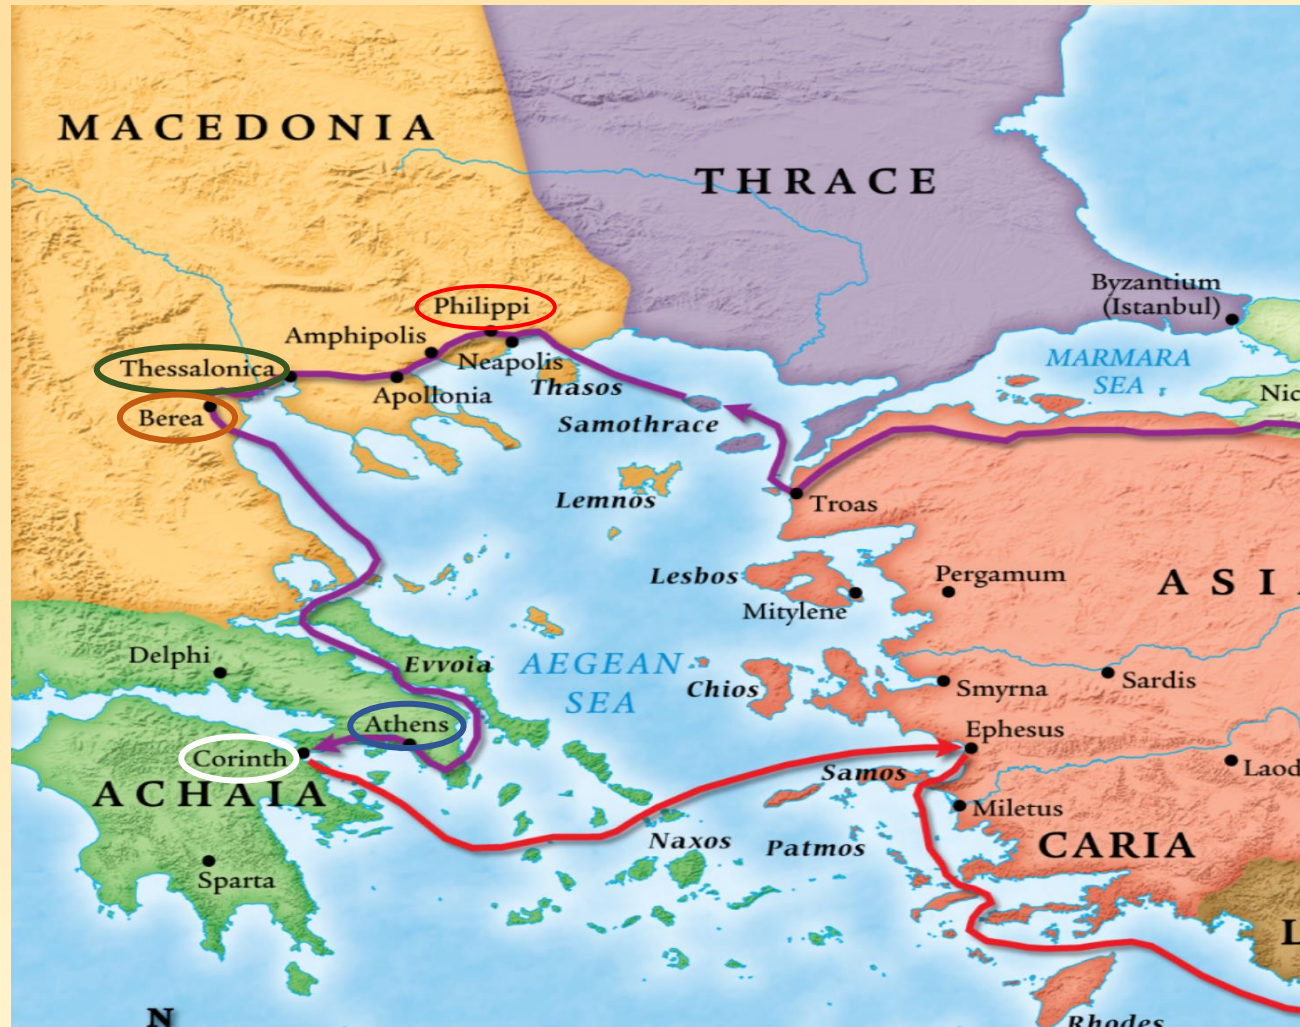 MACEDONIA
THRACE
Byzantium
(Istanbul)
Philippi
Amphipolis
MARMARA
SEA
Neapolis
Thessalonica
Thasos
Apollonia
Nic
Berea
Samothrace
Lemnos
Troas
Lesbos
Pergamum
ASI
Mitylene
Delphi
Evvoia
AEGEAN
SEA
Chios
Smyrna
Sardis
Athens
Ephesus
Corinth
Samos
Laod
ACHAIA
Miletus
Naxos
Patmos
CARIA
Sparta
L
N
Rhodes